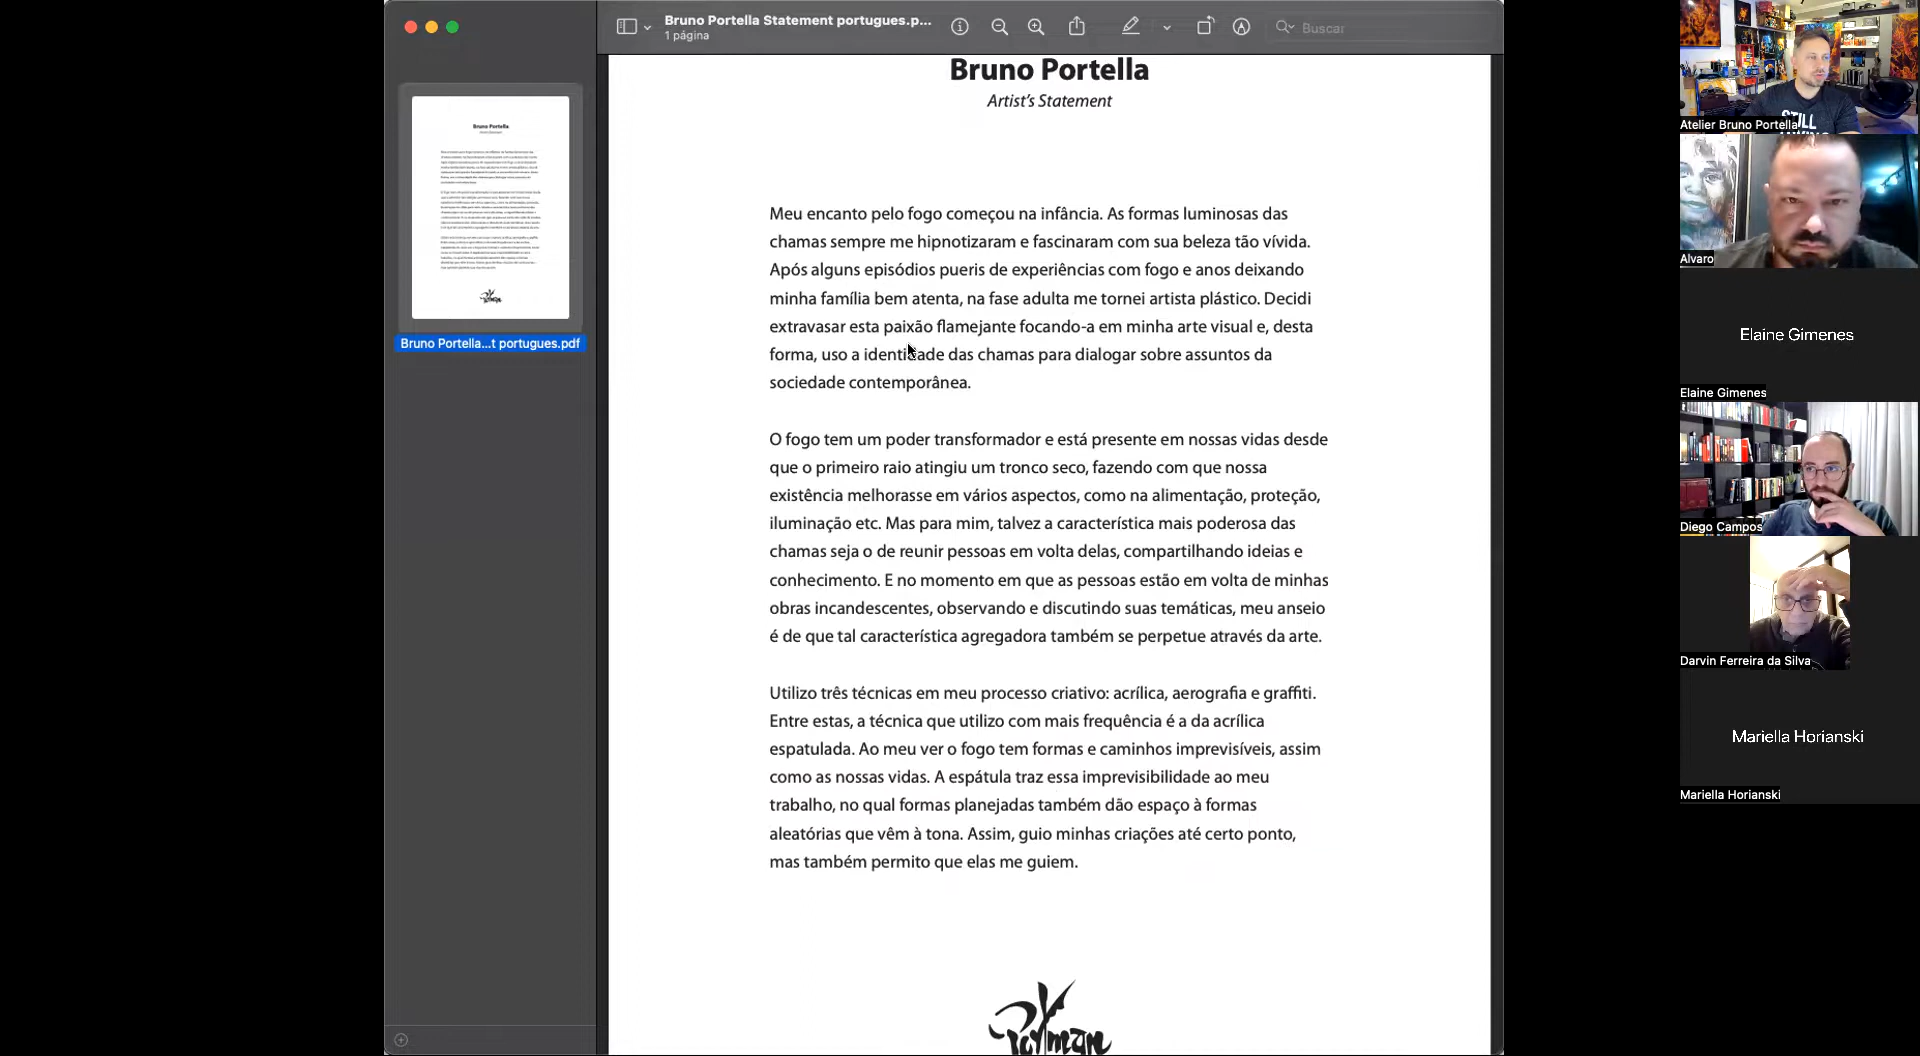 Bruno Portella Statement portugues.p...
1 página
Buscar
Bruno Portella
Artist's Statement
Bruno Portella...t portugues.pdf
Bruno Portella
Artist's Statement
Meu encanto pelo fogo começou na infância. As formas luminosas das
chamas sempre me hipnotizaram e fascinaram com sua beleza tão vívida.
Após alguns episódios pueris de experiências com fogo e anos deixando
minha família bem atenta, na fase adulta me tornei artista plástico. Decidi
extravasar esta paixão flamejante focando-a em minha arte visual e, desta
forma, uso a identidade das chamas para dialogar sobre assuntos da
sociedade contemporânea.
O fogo tem um poder transformador e está presente em nossas vidas desde
que o primeiro raio atingiu um tronco seco, fazendo com que nossa
existência melhorasse em vários aspectos, como na alimentação, proteção,
iluminação etc. Mas para mim, talvez a característica mais poderosa das
chamas seja o de reunir pessoas em volta delas, compartilhando ideias e
conhecimento. E no momento em que as pessoas estão em volta de minhas
obras incandescentes, observando e discutindo suas temáticas, meu anseio
é de que tal característica agregadora também se perpetue através da arte.
Utilizo três técnicas em meu processo criativo: acrílica, aerografia e graffiti.
Entre estas, a técnica que utilizo com mais frequência é a da acrílica
espatulada. Ao meu ver o fogo tem formas e caminhos imprevisíveis, assim
como as nossas vidas. A espátula traz essa imprevisibilidade ao meu
trabalho, no qual formas planejadas também dão espaço à formas
aleatórias que vêm à tona. Assim, guio minhas criações até certo ponto,
mas também permito que elas me guiem.
STILL
Atelier Bruno Portella
Alvaro
Elaine Gimenes
Elaine Gimenes
Diego Campos
Darvin Ferreira da Silva
Mariella Horianski
Mariella Horianski